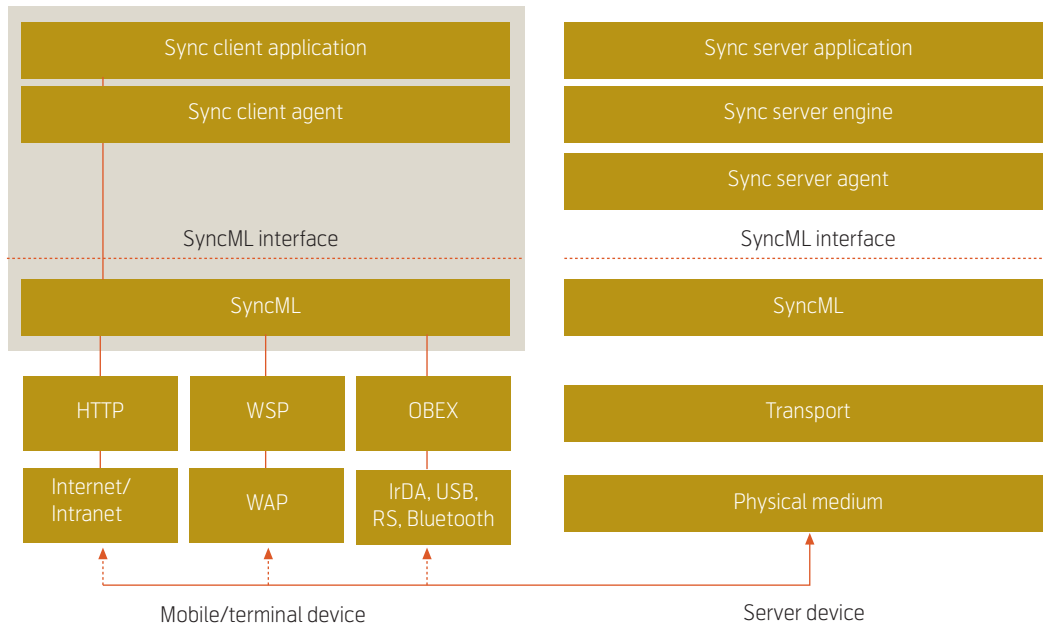 Sync client application
Sync client agent
SyncML interface
SyncML
HTTP
WSP
OBEX
Internet/
Intranet
WAP
IrDA, USB,
RS, Bluetooth
Mobile/terminal device
Sync server application
Sync server engine
Sync server agent
SyncML interface
SyncML
Transport
Physical medium
Server device